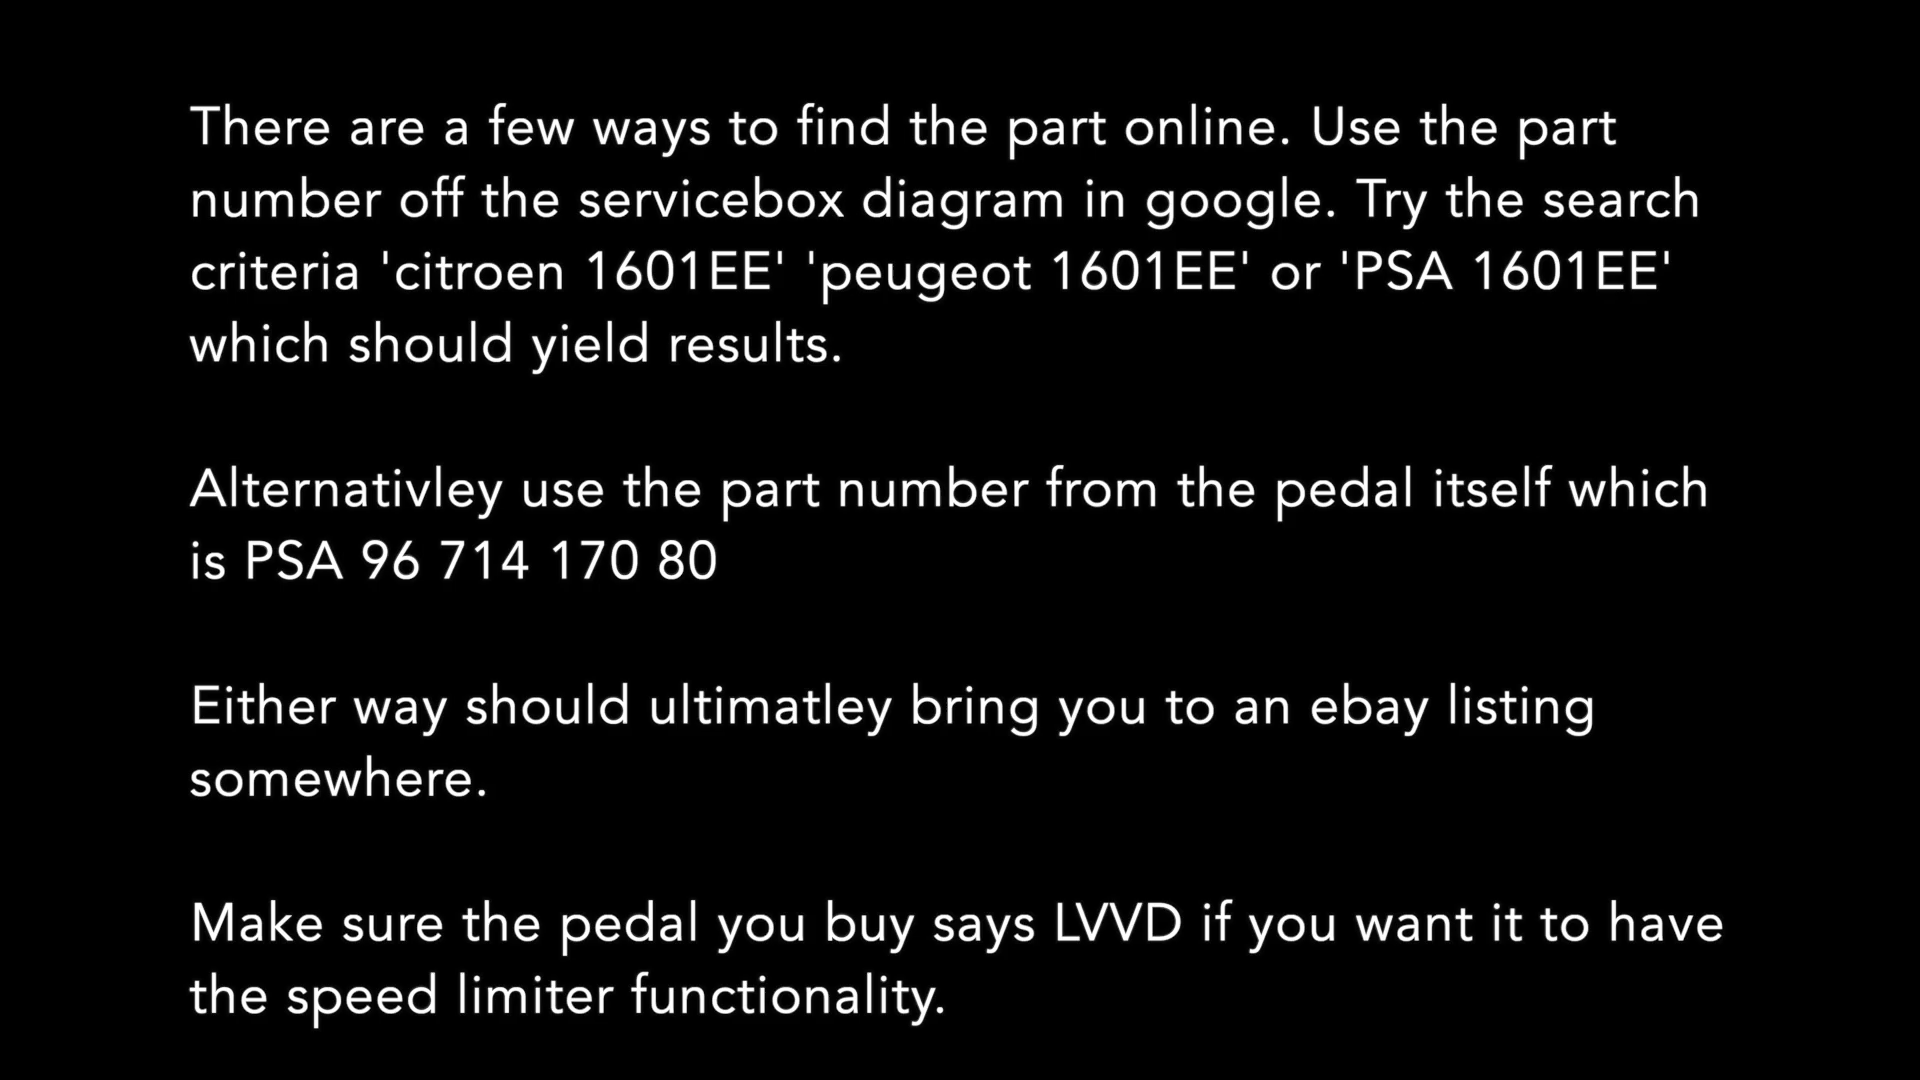 There are a few ways to find the part online. Use the part
number off the servicebox diagram in google. Try the search
criteria 'citroen 1601EE' 'peugeot 1601EE' or 'PSA 1601EE'
which should yield results.
Alternativley use the part number from the pedal itself which
is PSA 96 714 170 80
Either way should ultimatley bring you to an ebay listing
somewhere.
Make sure the pedal you buy says LVVD if you want it to have
the speed limiter functionality.